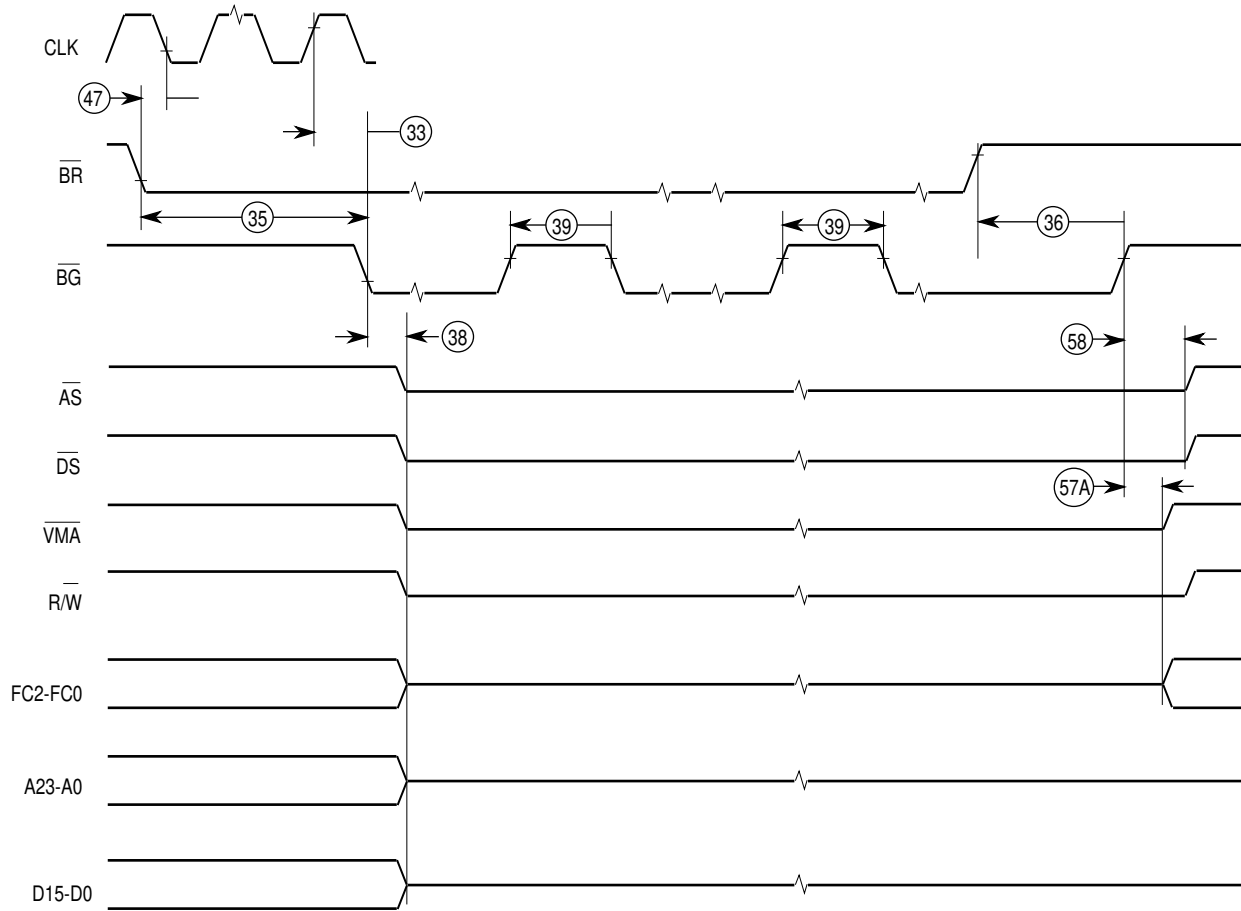 CLK
47
33
BR
35
39
39
36
BG
38
58
AS
DS
57A
VMA
R/W
FC2-FC0
A23-A0
D15-D0